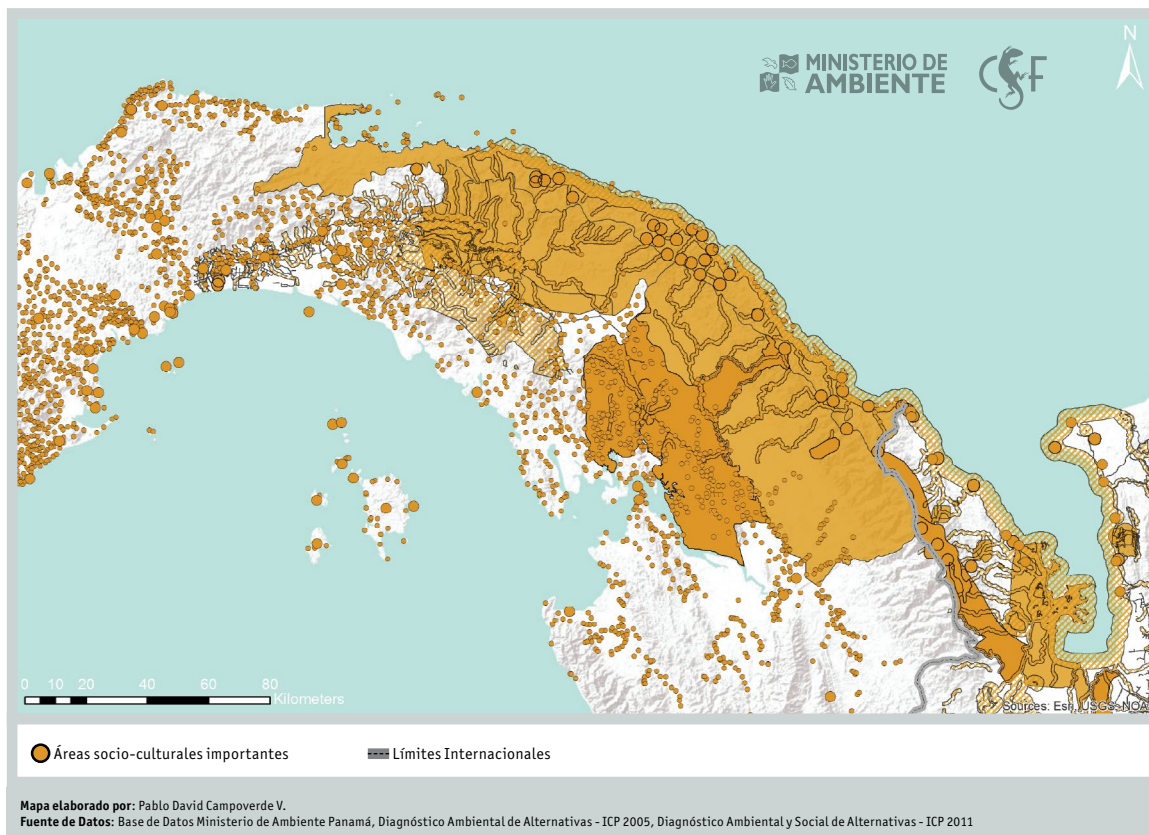 MINISTERIO DE
AMBIENTE
CSF
N
0 10 20 40 60 80
Kilometers
Sources: Esri, USGS, NOA
Áreas socio-culturales importantes
Límites Internacionales
Mapa elaborado por: Pablo David Campoverde V.
Fuente de Datos: Base de Datos Ministerio de Ambiente Panamá, Diagnóstico Ambiental de Alternativas - ICP 2005, Diagnóstico Ambiental y Social de Alternativas - ICP 2011